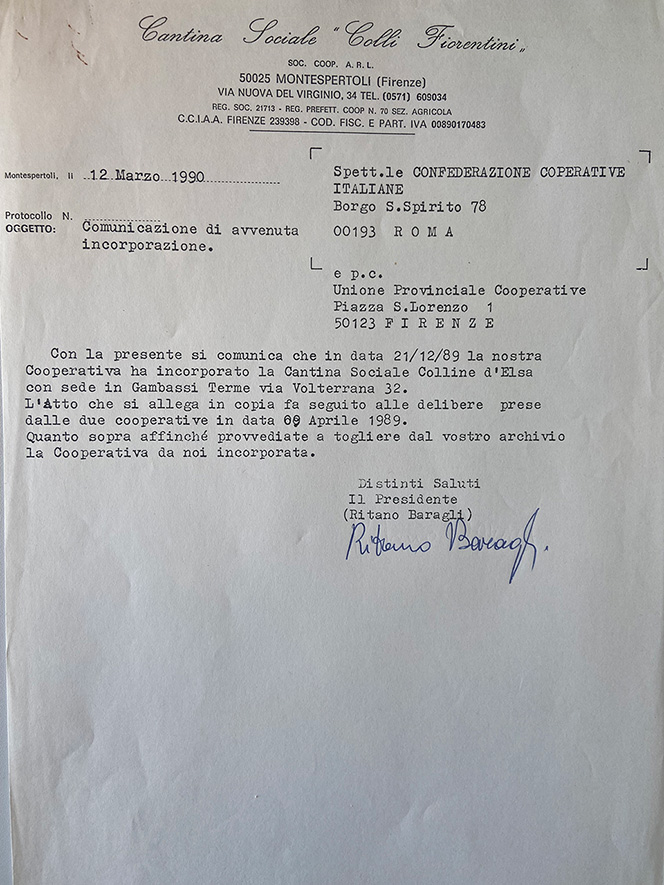 Cantina Sociale "Colli Fiorentini„
SOC. COOP. A.R.L.
50025 MONTESPERTOLI (Firenze)
VIA NUOVA DEL VIRGINIO, 34 TEL. (0571) 609034
REG. SOC. 21713 - REG. PREFETT. COOP N. 70 SEZ. AGRICOLA
C.C.I.A.A. FIRENZE 239398 - COD. FISC. E PART. IVA 00890170483
Montespertoli, li 12 Marzo 1990
Protocollo N.
OGGETTO: Comunicazione di avvenuta
incorporazione.
Spett.le CONFEDERAZIONE COPERATIVE
ITALIANE
Borgo S.Spirito 78
00193 R O M A
e p.c.
Unione Provinciale Cooperative
Piazza S.Lorenzo 1
50123 F I R E N Z E
Con la presente si comunica che in data 21/12/89 la nostra
Cooperativa ha incorporato la Cantina Sociale Colline d'Elsa
con sede in Gambassi Terme via Volterrana 32.
L'Atto che si allega in copia fa seguito alle delibere prese
dalle due cooperative in data Aprile 1989.
Quanto sopra affinché provvediate a togliere dal vostro archivio
la Cooperativa da noi incorporata.
Distinti Saluti
Il Presidente
(Ritano Baragli)
Ritano Baragli